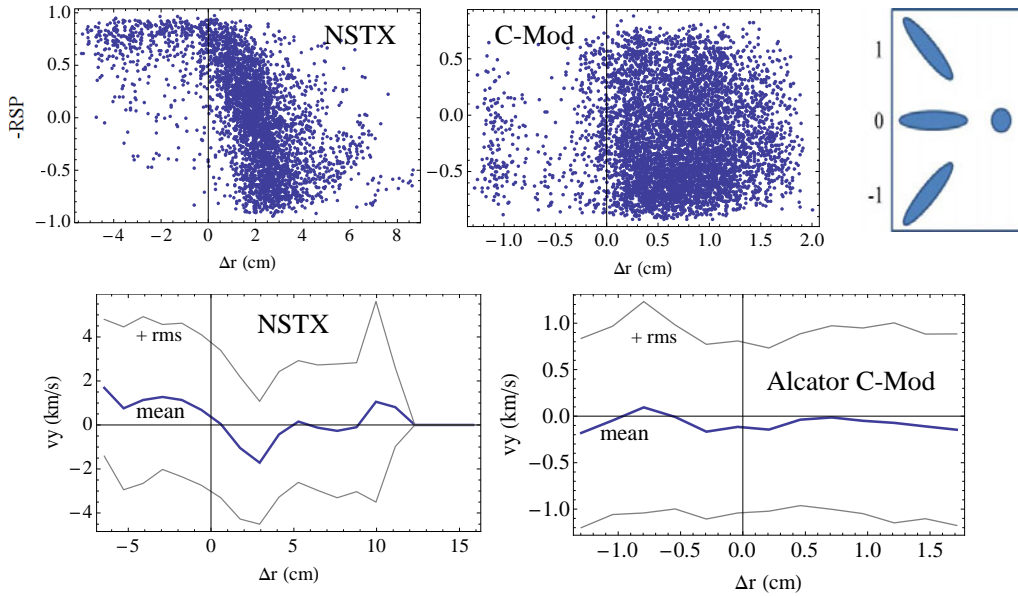 NSTX
1.0
0.5
0.0
−0.5
−1.0
-RSP
−4 −2 0 2 4 6 8
Δr (cm)
C-Mod
0.5
0.0
−0.5
−1.0 −0.5 0.0 0.5 1.0 1.5 2.0
Δr (cm)
1
0
-1
NSTX
+ rms
mean
4
2
0
−2
−4
vy (km/s)
−5 0 5 10 15
Δr (cm)
Alcator C-Mod
+ rms
mean
1.0
0.5
0.0
−0.5
−1.0
vy (km/s)
−1.0 −0.5 0.0 0.5 1.0 1.5
Δr (cm)